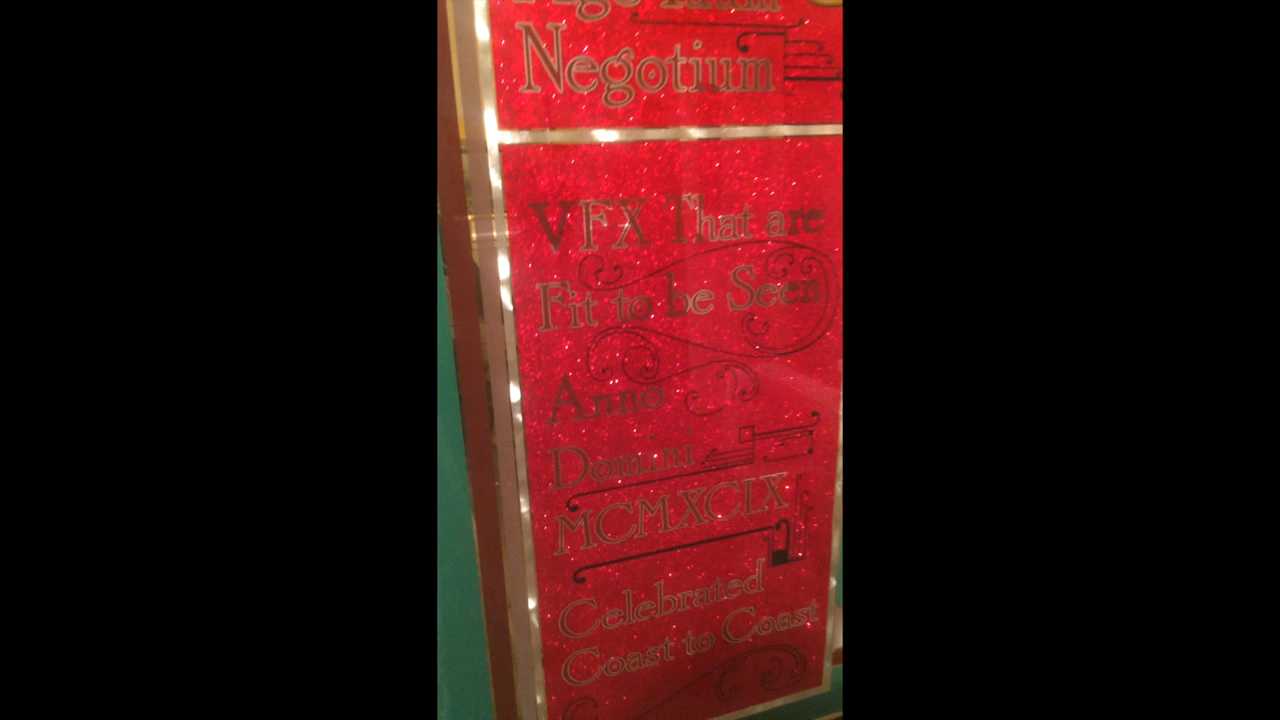 Negotium
VFX That are
Fit to be Seen
Anno
Domini
MCMXCIX
Celebrated
Coast to Coast